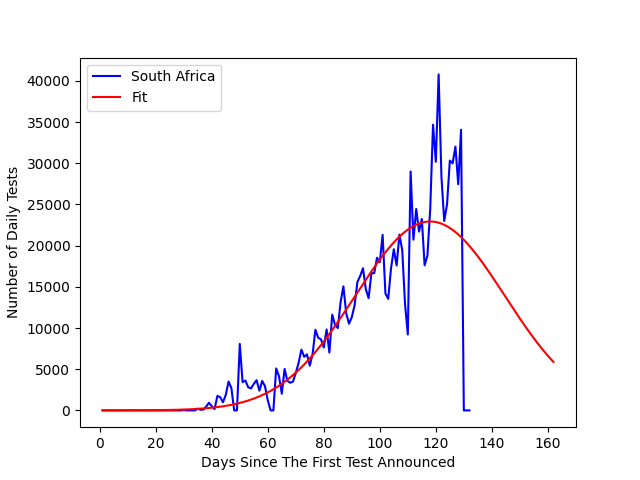 South Africa
Fit
Number of Daily Tests
40000
35000
30000
25000
20000
15000
10000
5000
0
0 20 40 60 80 100 120 140 160
Days Since The First Test Announced